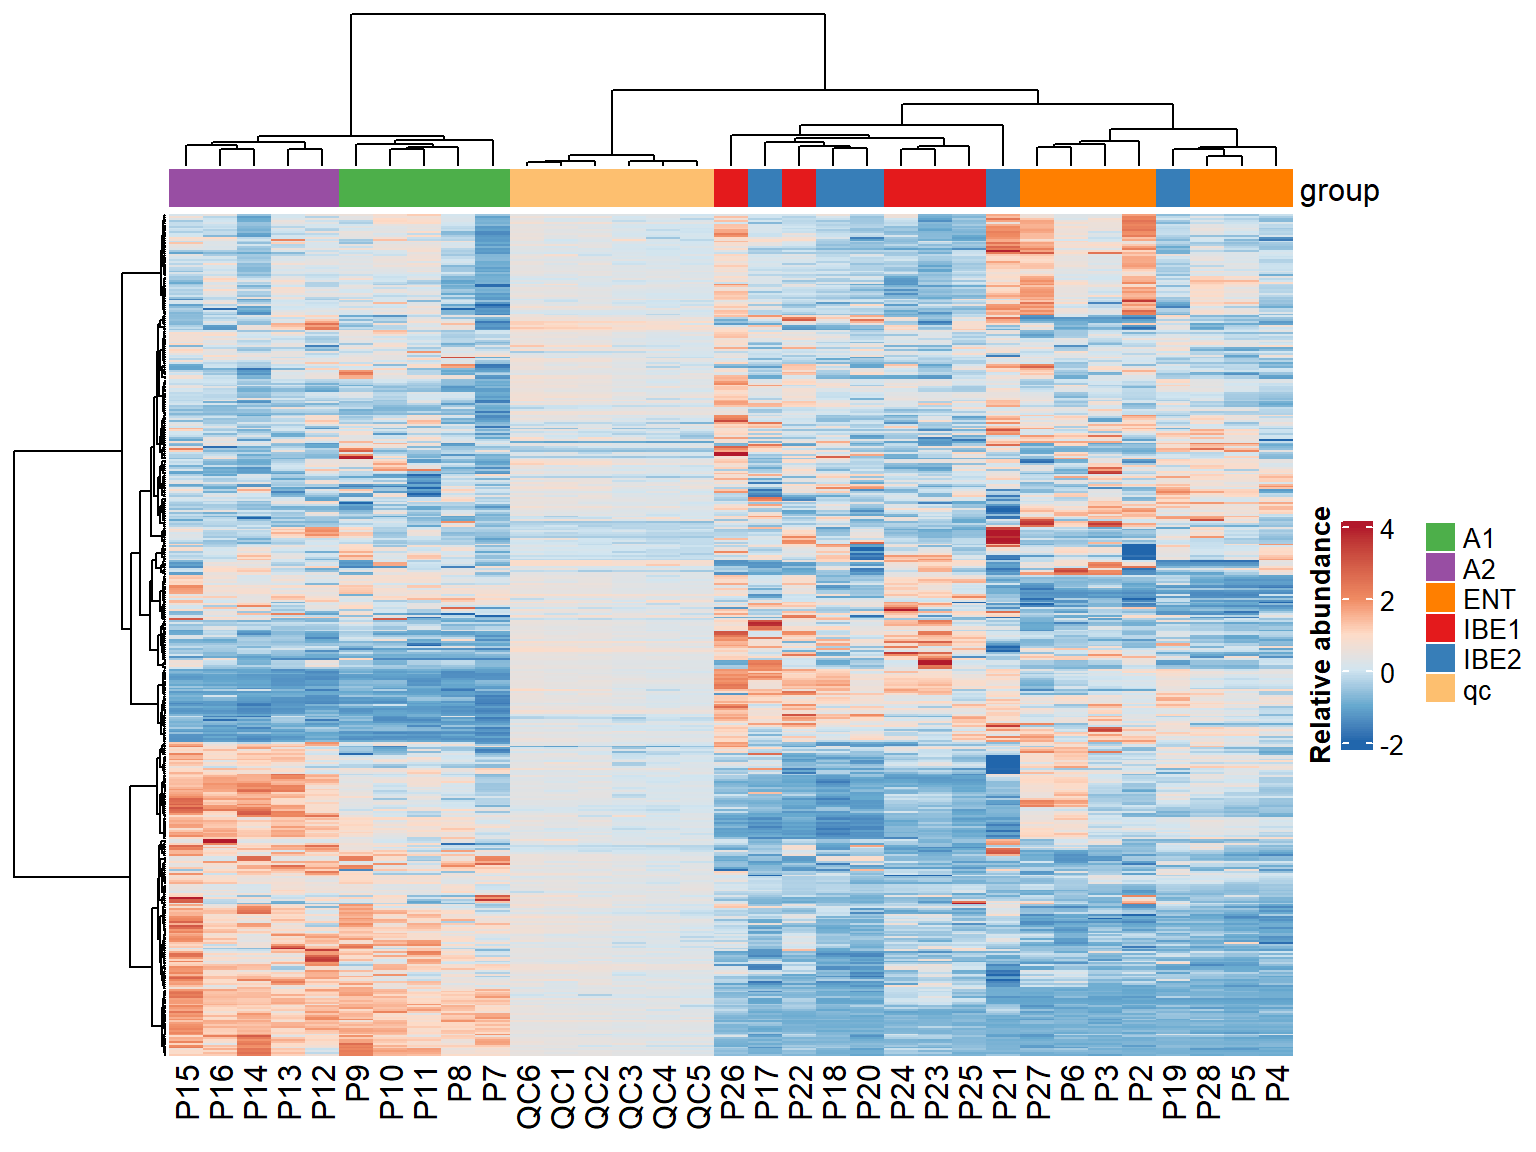 group
Relative abundance
4
2
0
-2
A1
A2
ENT
IBE1
IBE2
qc
P15
P16
P14
P13
P12
P9
P10
P11
P8
P7
QC6
QC1
QC2
QC3
QC4
QC5
P26
P17
P22
P18
P20
P24
P23
P25
P21
P27
P6
P3
P2
P19
P28
P5
P4